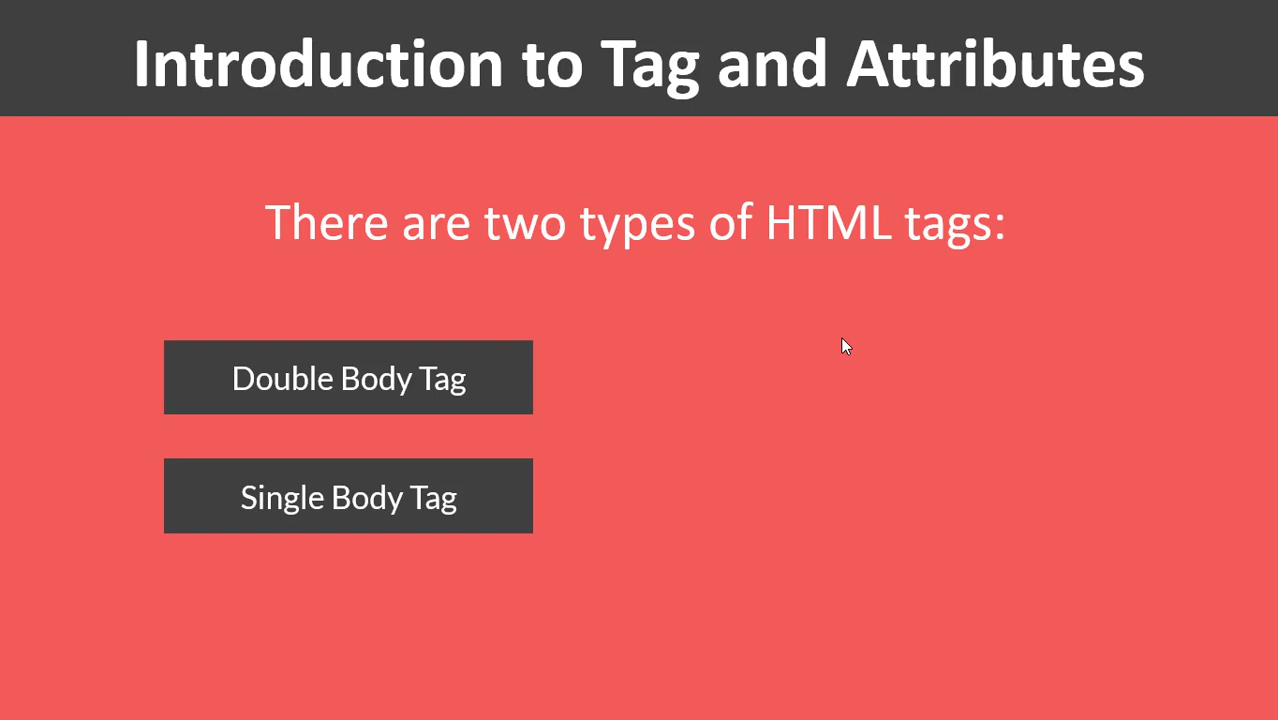 Introduction to Tag and Attributes
There are two types of HTML tags:
Double Body Tag
Single Body Tag